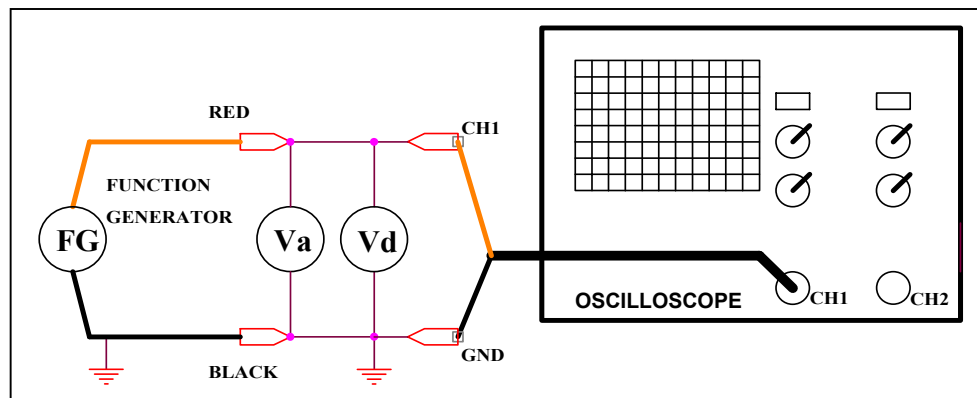 RED
CH1
FUNCTION
GENERATOR
FG
Va
Vd
BLACK
GND
OSCILLOSCOPE
CH1
CH2